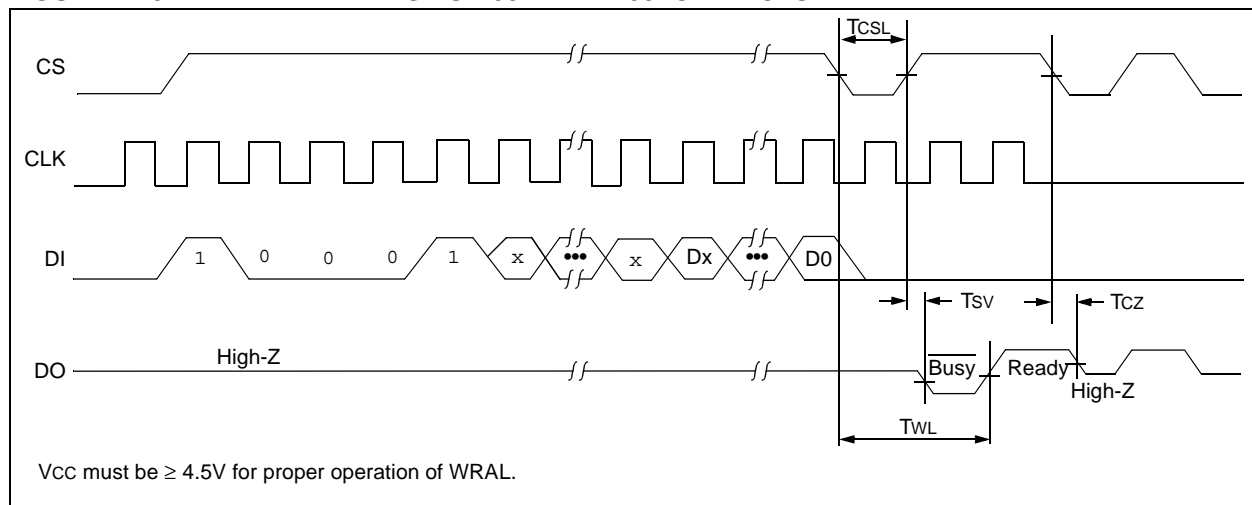 TCSL
CS
CLK
DI 1 0 0 0 1 x ••• x Dx ••• D0
TSV TCZ
High-Z
DO Busy Ready
High-Z
TWL
VCC must be ≥ 4.5V for proper operation of WRAL.